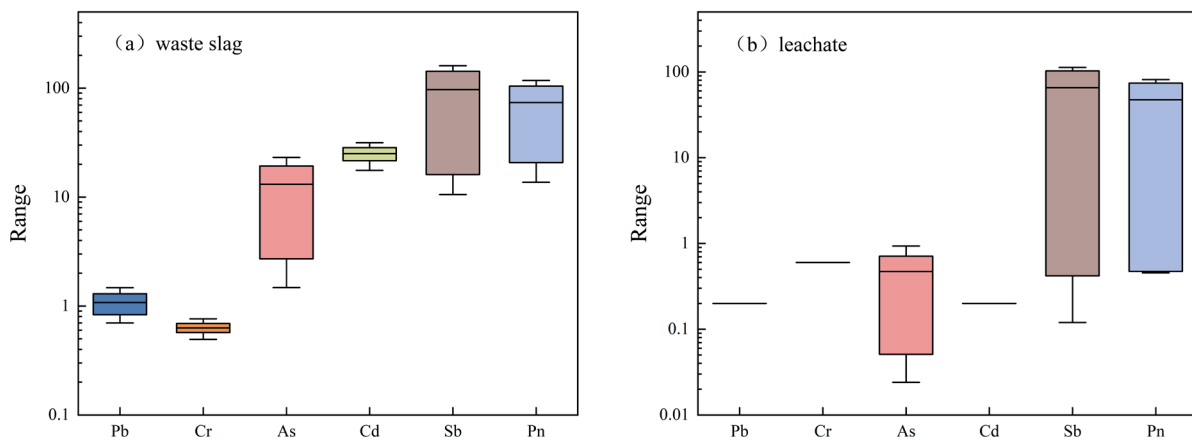 (a) waste slag
Range
100
10
1
0.1
Pb Cr As Cd Sb Pn
(b) leachate
Range
100
10
1
0.1
0.01
Pb Cr As Cd Sb Pn